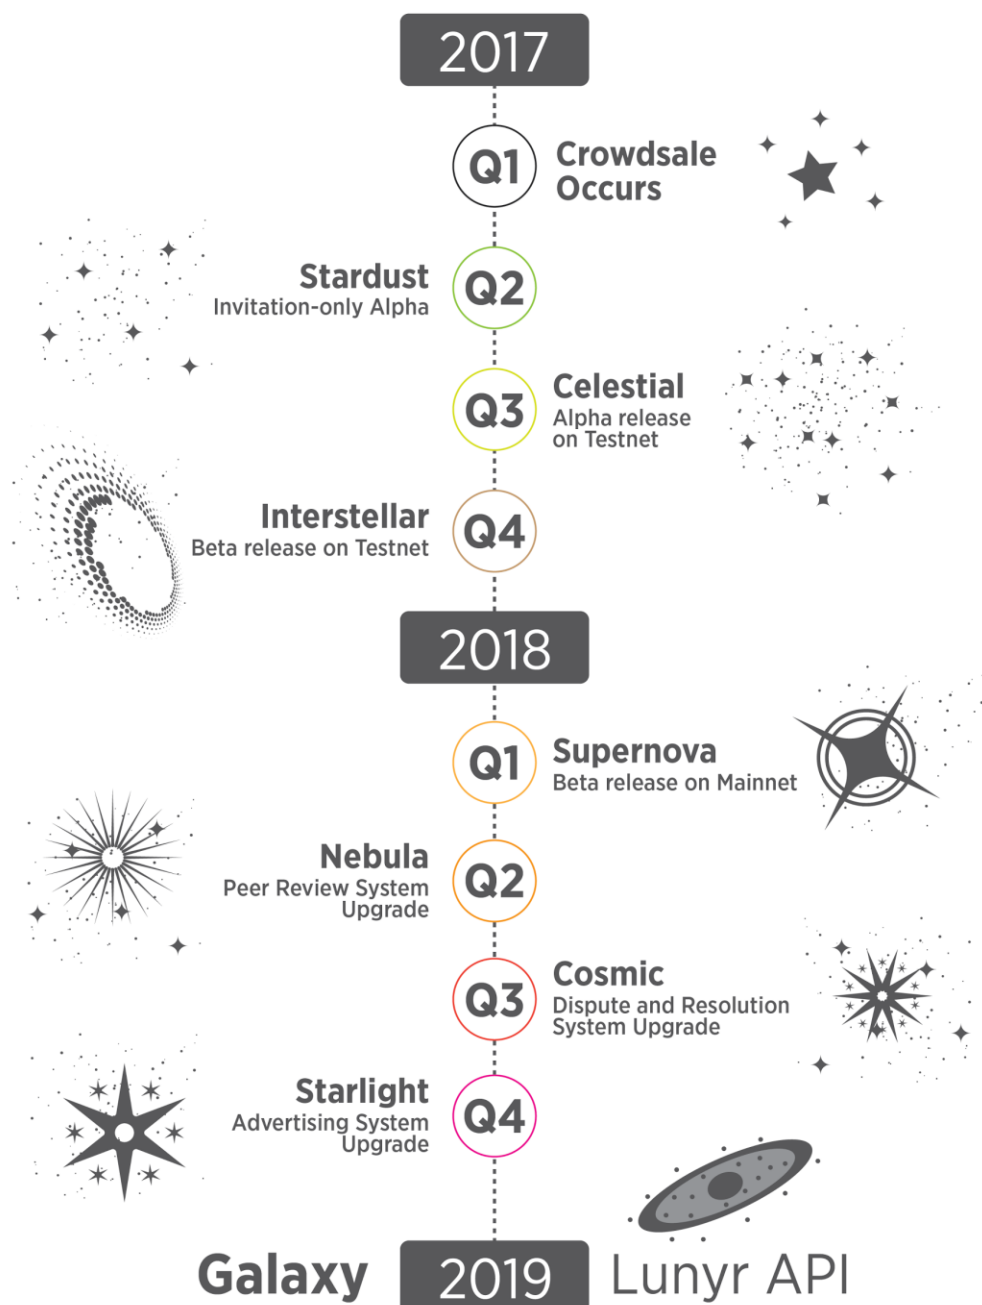 2017
Q1
Crowdsale
Occurs
Stardust
Invitation-only Alpha
Q2
Q3
Celestial
Alpha release
on Testnet
Interstellar
Beta release on Testnet
Q4
2018
Q1
Supernova
Beta release on Mainnet
Nebula
Peer Review System
Upgrade
Q2
Q3
Cosmic
Dispute and Resolution
System Upgrade
Starlight
Advertising System
Upgrade
Q4
Galaxy 2019 Lunyr API